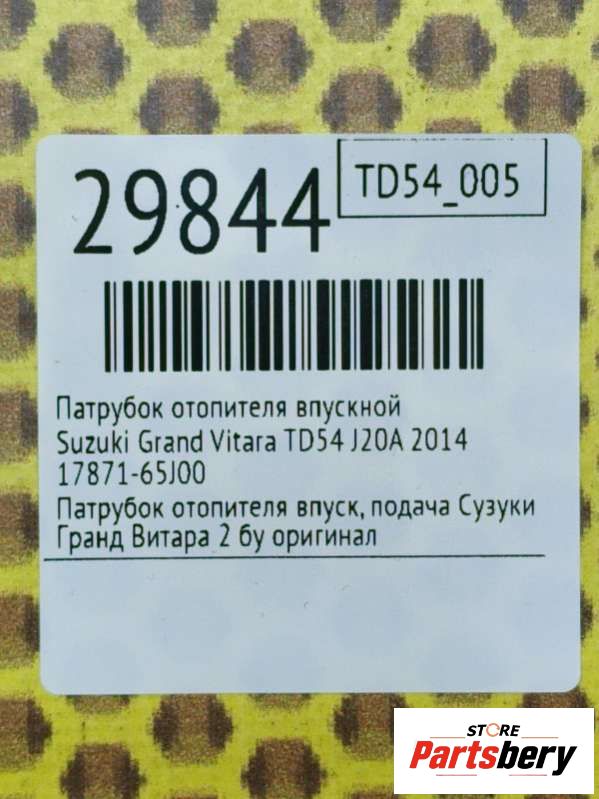 29844
TD54_005
Патрубок отопителя впускной
Suzuki Grand Vitara TD54 J20A 2014
17871-65J00
Патрубок отопителя впуск, подача Сузуки
Гранд Витара 2 бу оригинал
STORE
Partsbery